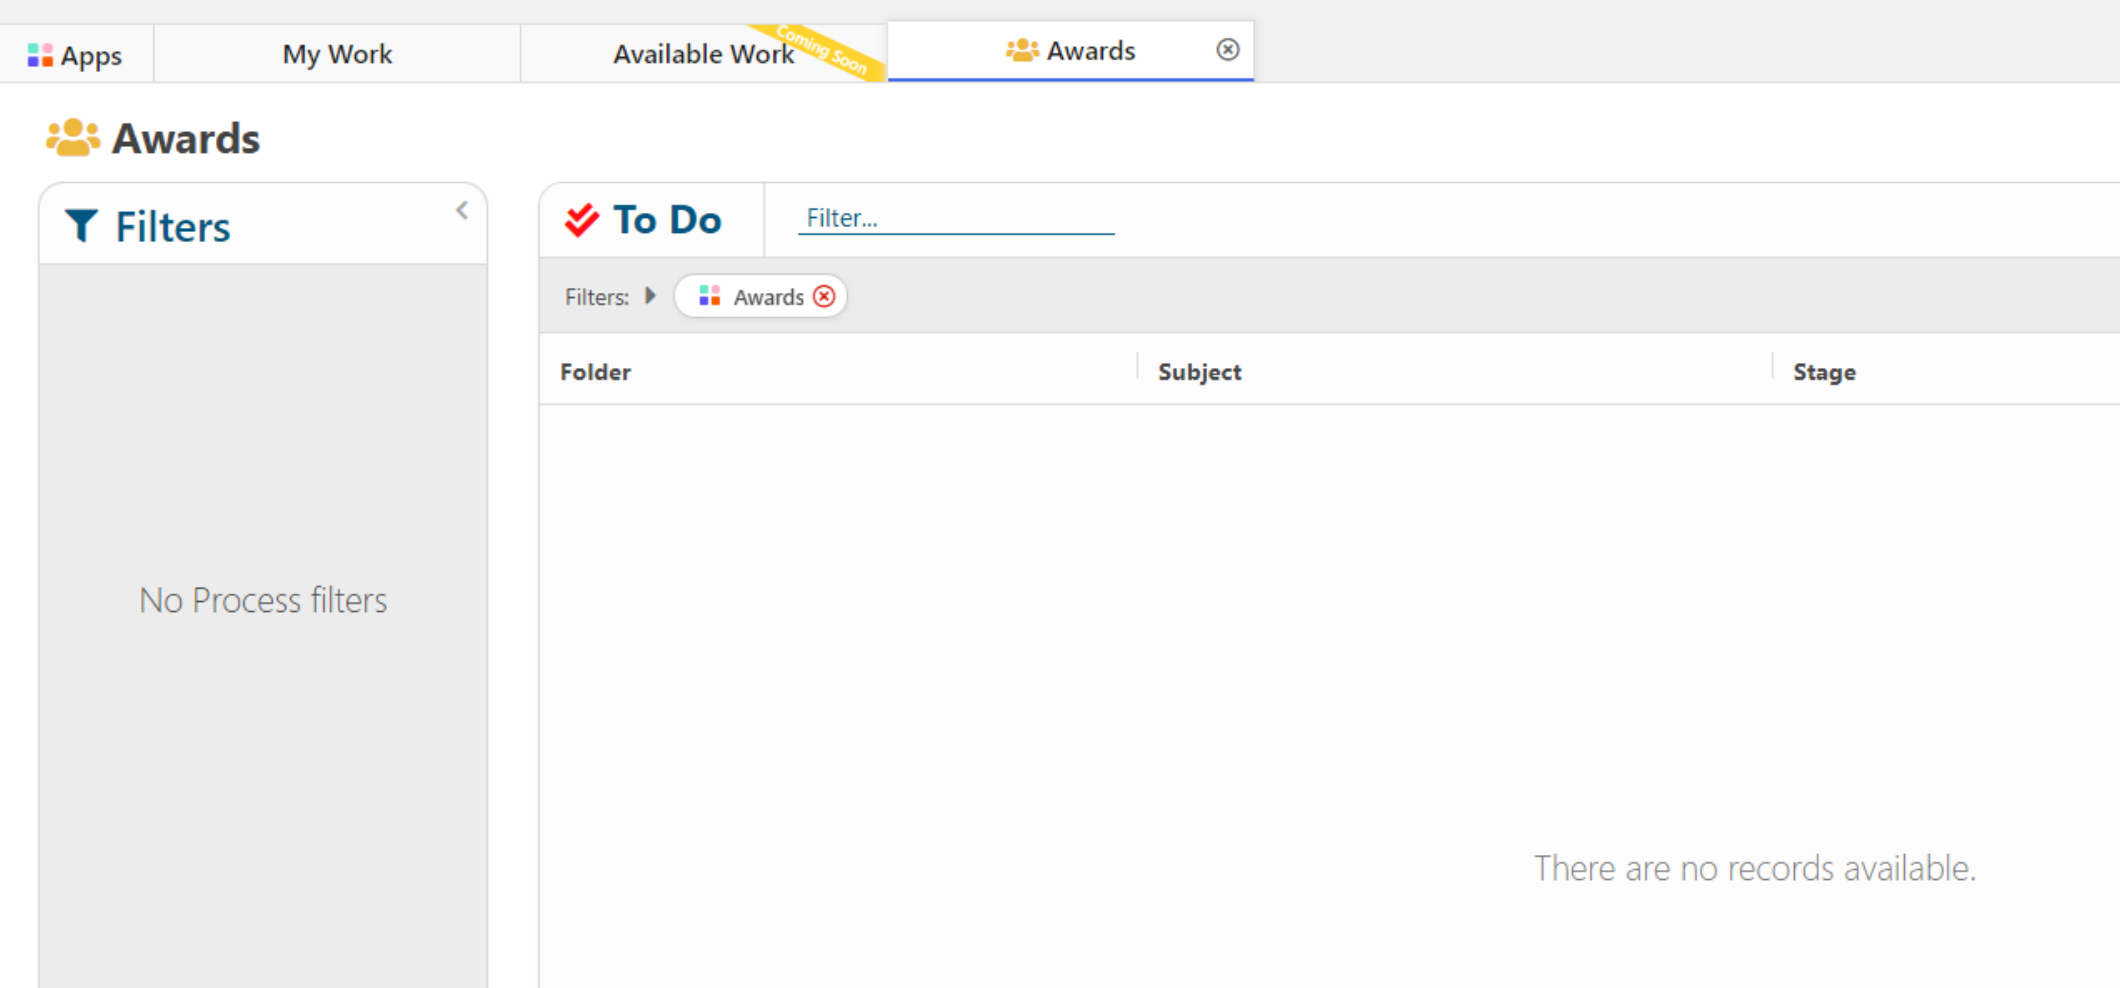 Apps
My Work
Available Work
Coming Soon
Awards
Awards
Filters
To Do
Filter...
Filters:
Awards
Folder
Subject
Stage
No Process filters
There are no records available.